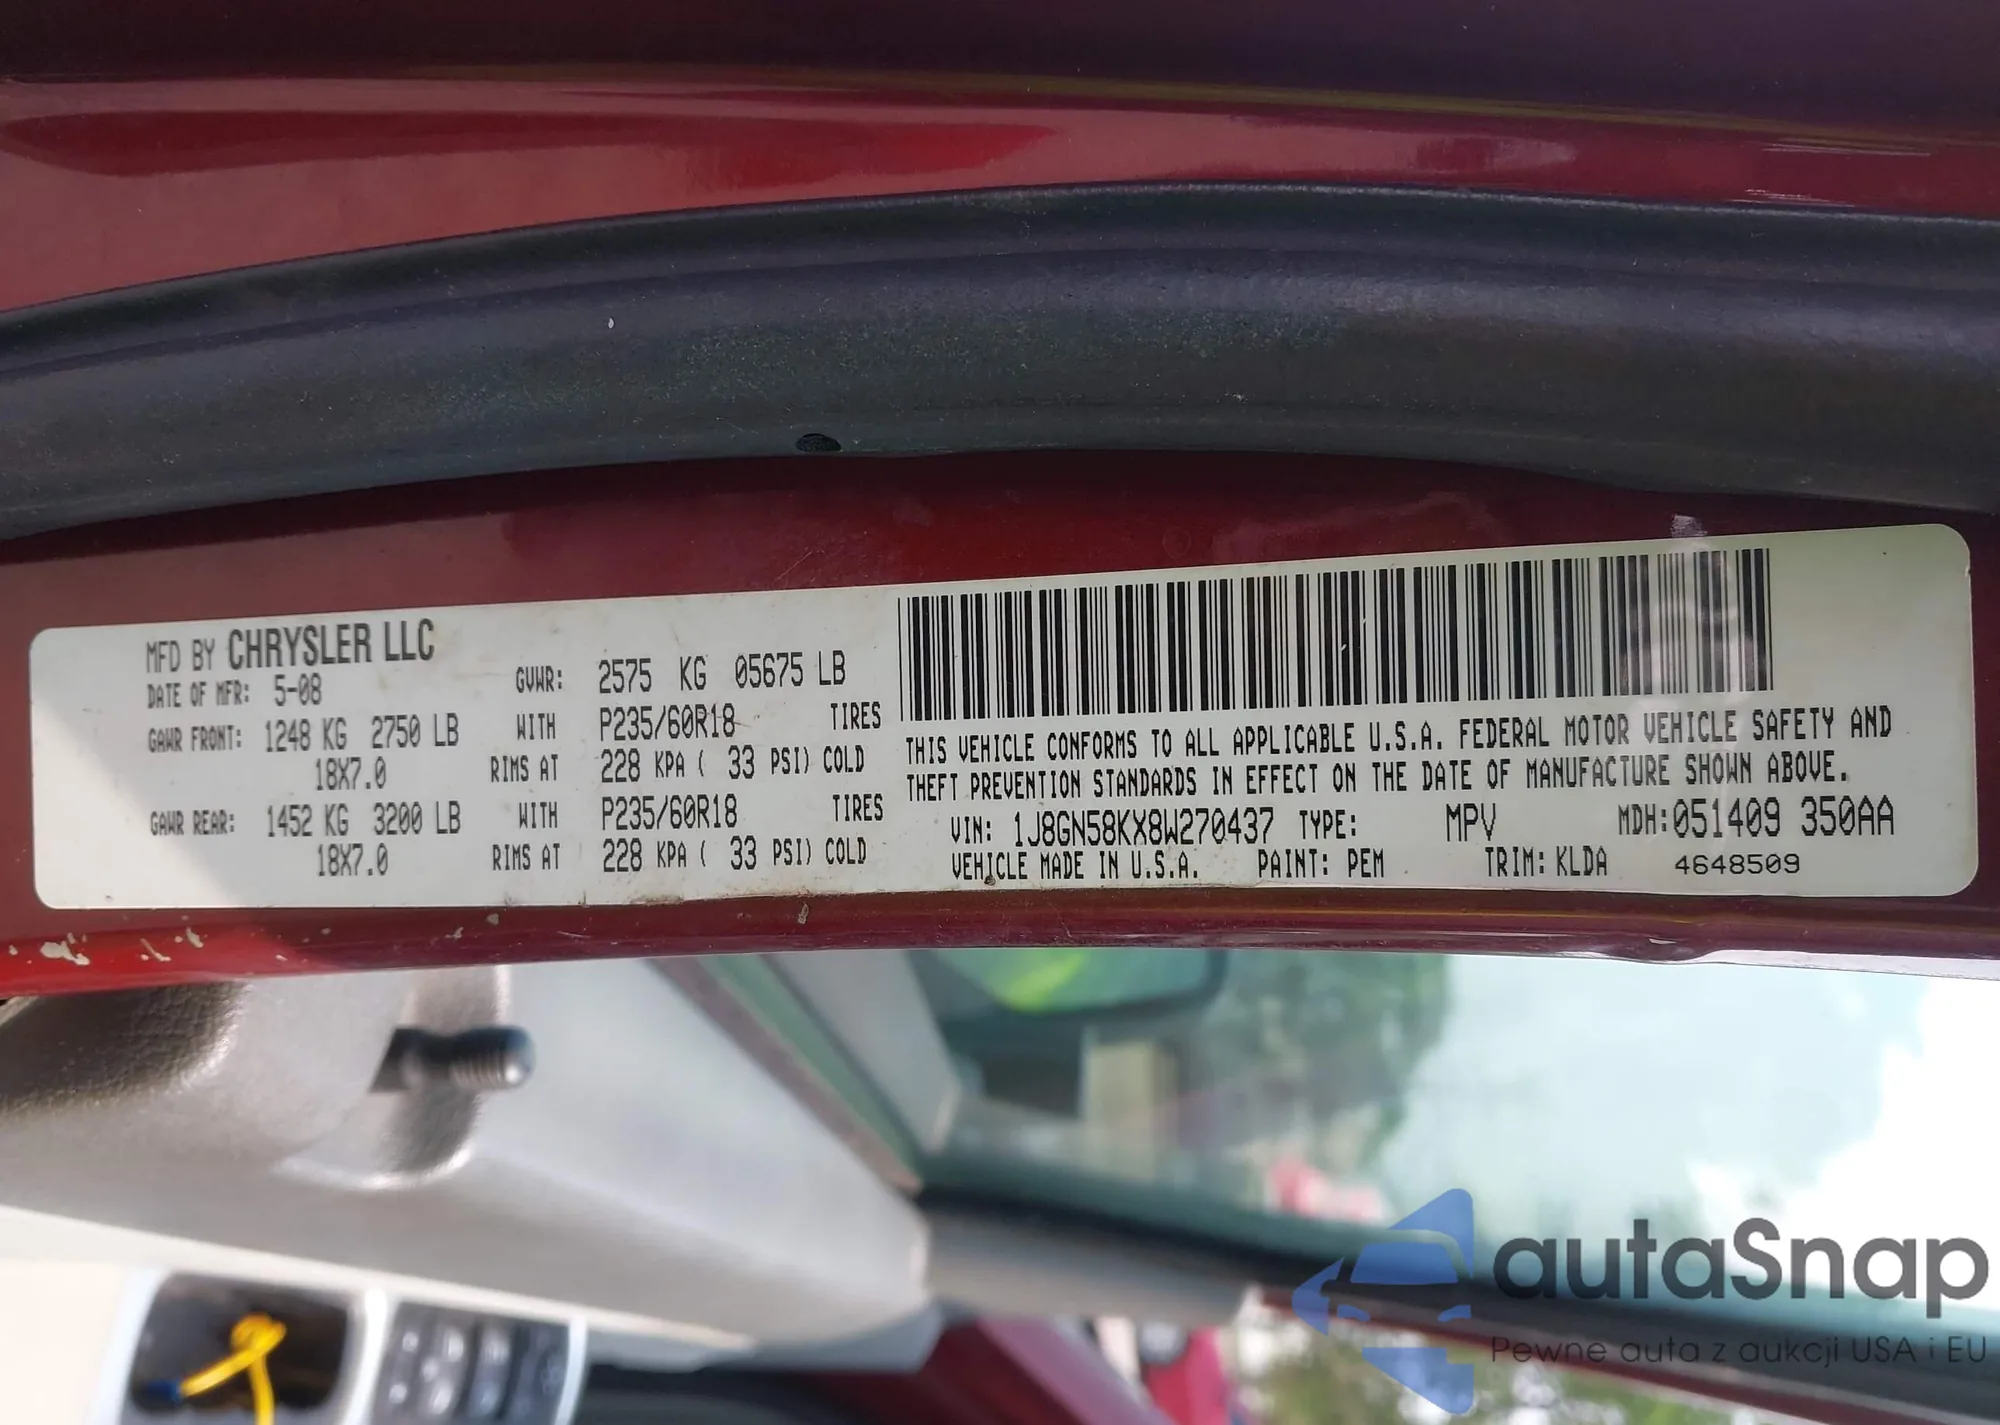 MFD BY CHRYSLER LLC
DATE OF MFR: 5-08
GVWR: 2575 KG 05675 LB
GAWR FRONT: 1248 KG 2750 LB WITH P235/60R18 TIRES
18X7.0 RIMS AT 228 KPA ( 33 PSI) COLD
GAWR REAR: 1452 KG 3200 LB WITH P235/60R18 TIRES
18X7.0 RIMS AT 228 KPA ( 33 PSI) COLD
THIS VEHICLE CONFORMS TO ALL APPLICABLE U.S.A. FEDERAL MOTOR VEHICLE SAFETY AND
THEFT PREVENTION STANDARDS IN EFFECT ON THE DATE OF MANUFACTURE SHOWN ABOVE.
VIN: 1J8GN58KX8W270437 TYPE: MPV MDH:051409 350AA
VEHICLE MADE IN U.S.A. PAINT: PEM TRIM: KLDA 4648509
autaSnap
Pewne auta z aukcji USA i EU